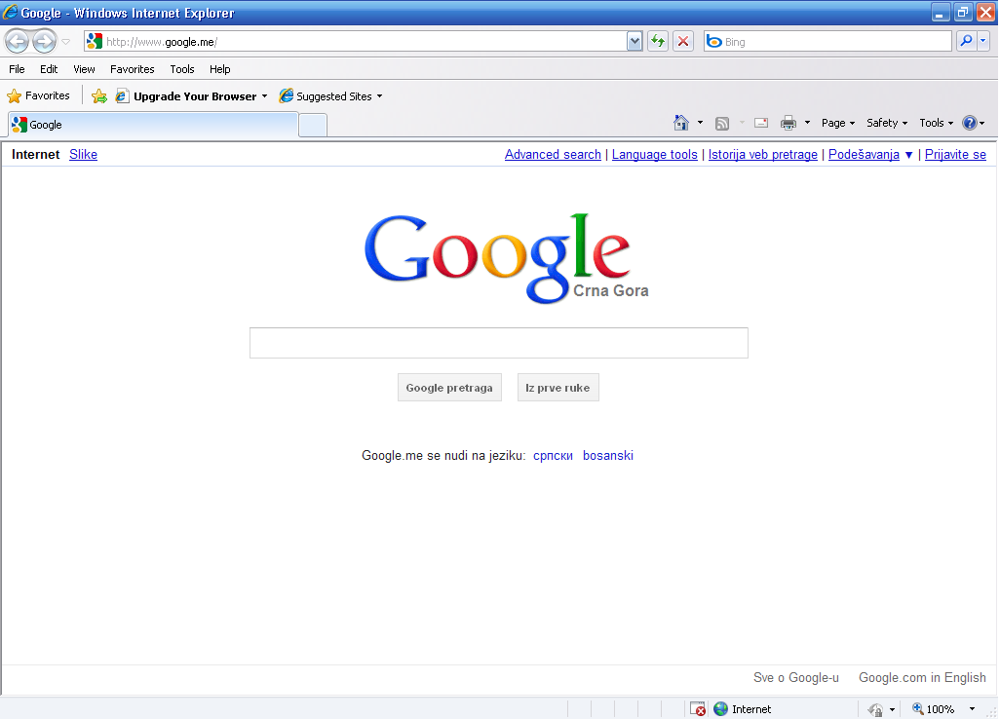 Google - Windows Internet Explorer
http://www.google.me/
Bing
File Edit View Favorites Tools Help
Favorites Upgrade Your Browser Suggested Sites
Google
Page Safety Tools
Internet Slike
Advanced search | Language tools | Istorija veb pretrage | Podešavanja ▼ | Prijavite se
Google
Crna Gora
Google pretraga Iz prve ruke
Google.me se nudi na jeziku: српски bosanski
Sve o Google-u Google.com in English
Internet 100%